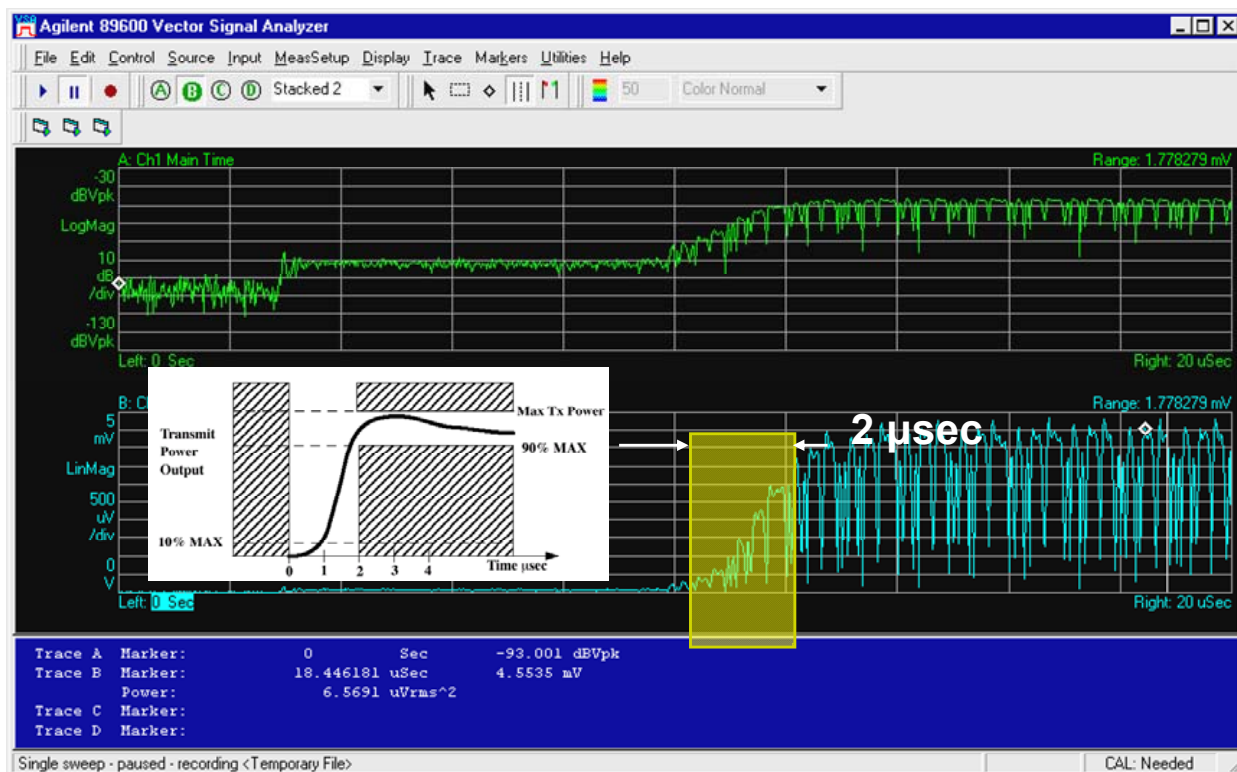 Agilent 89600 Vector Signal Analyzer
File Edit Control Source Input MeasSetup Display Trace Markers Utilities Help
A B C D Stacked 2 50 Color Normal
A: Ch1 Main Time Range: 1.778279 mV
-30
dBVpk
LogMag
10
dB
/div
-130
dBVpk
Left: 0 Sec Right: 20 uSec
B: C Range: 1.778279 mV
5
mV
LinMag
500
uV
/div
0
V
Left: 0 Sec Right: 20 uSec
Transmit
Power
Output
Max Tx Power
90% MAX
10% MAX
0 1 2 3 4 Time µsec
2 µsec
Trace A Marker: 0 Sec -93.001 dBVpk
Trace B Marker: 18.446181 uSec 4.5535 mV
Power: 6.5691 uVrms^2
Trace C Marker:
Trace D Marker:
Single sweep - paused - recording <Temporary File> CAL: Needed